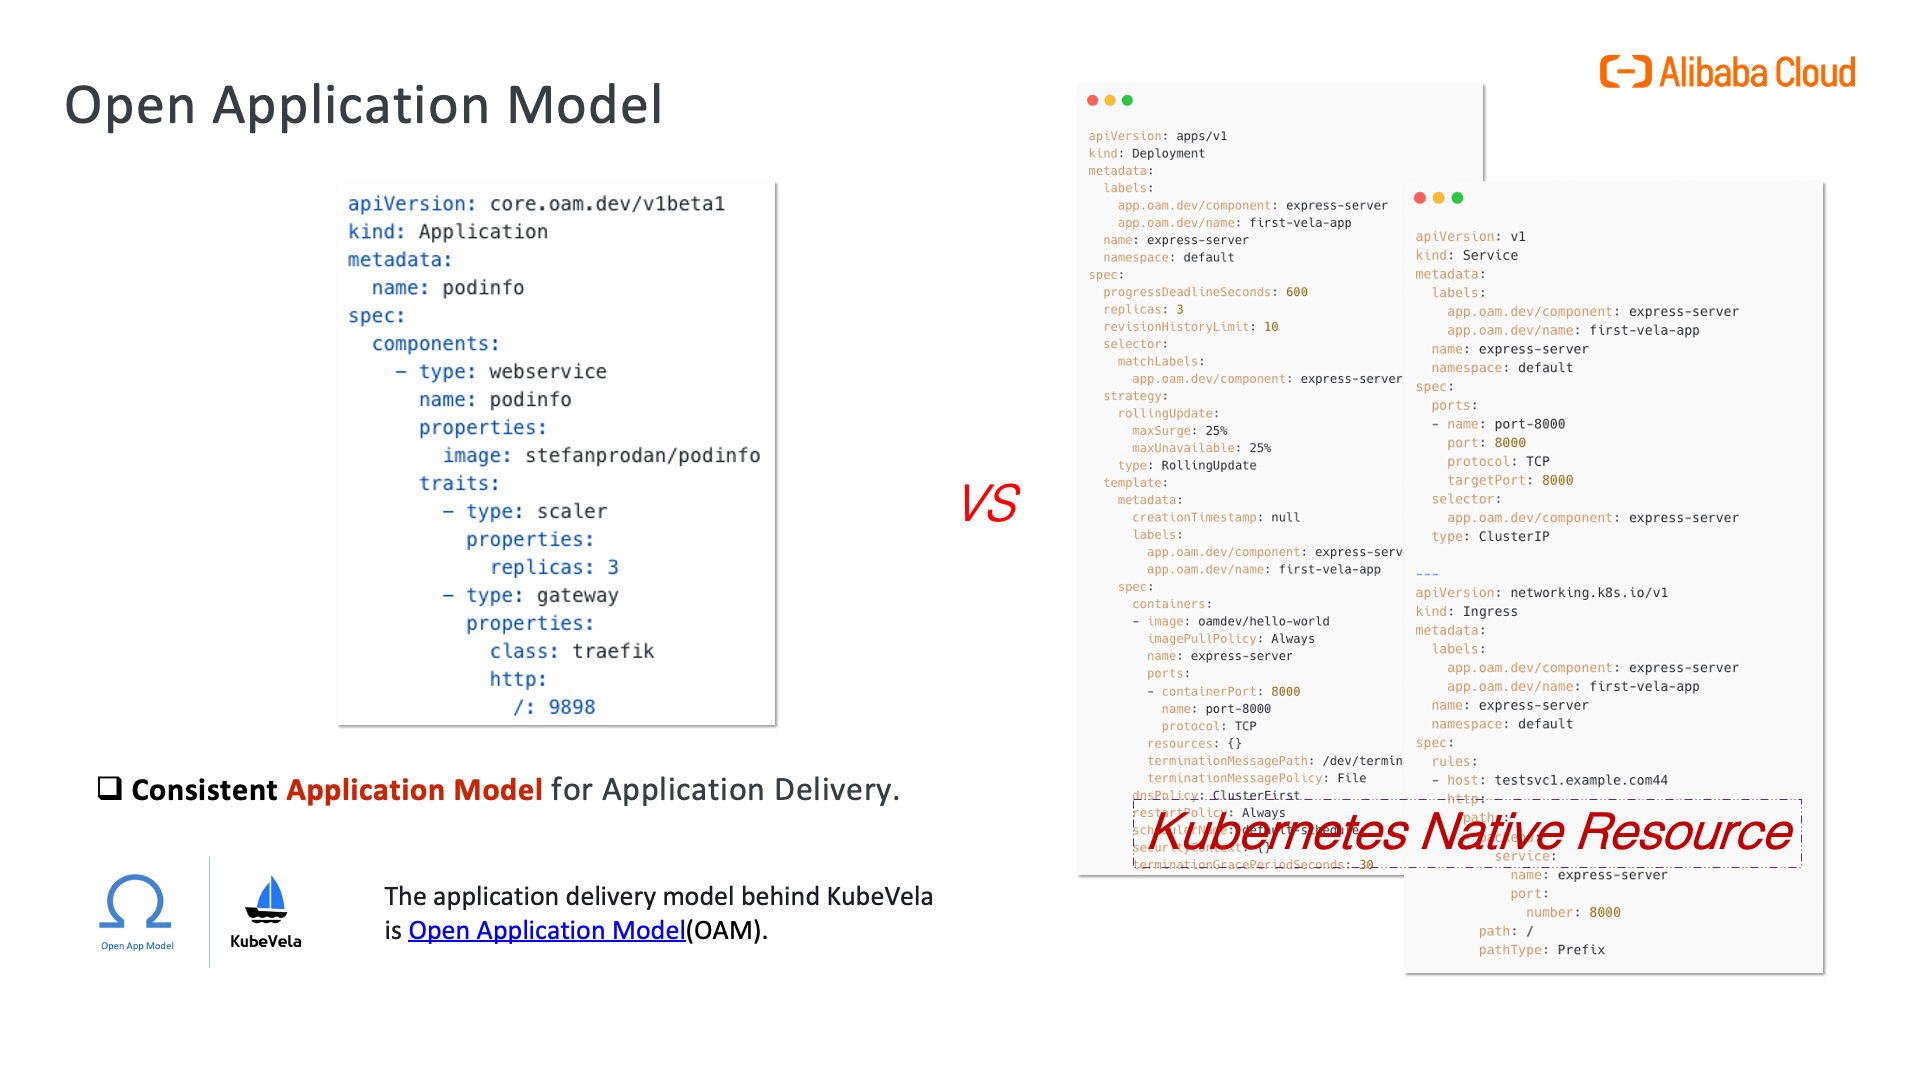 Open Application Model
Alibaba Cloud
apiVersion: core.oam.dev/v1beta1
kind: Application
metadata:
  name: podinfo
spec:
  components:
    - type: webservice
      name: podinfo
      properties:
        image: stefanprodan/podinfo
      traits:
        - type: scaler
          properties:
            replicas: 3
        - type: gateway
          properties:
            class: traefik
            http:
              /: 9898
VS
apiVersion: apps/v1
kind: Deployment
metadata:
  labels:
    app.oam.dev/component: express-server
    app.oam.dev/name: first-vela-app
  name: express-server
  namespace: default
spec:
  progressDeadlineSeconds: 600
  replicas: 3
  revisionHistoryLimit: 10
  selector:
    matchLabels:
      app.oam.dev/component: express-server
  strategy:
    rollingUpdate:
      maxSurge: 25%
      maxUnavailable: 25%
    type: RollingUpdate
  template:
    metadata:
      creationTimestamp: null
      labels:
        app.oam.dev/component: express-serv
        app.oam.dev/name: first-vela-app
    spec:
      containers:
      - image: oamdev/hello-world
        imagePullPolicy: Always
        name: express-server
        ports:
        - containerPort: 8000
          name: port-8000
          protocol: TCP
        resources: {}
        terminationMessagePath: /dev/termin
        terminationMessagePolicy: File
      dnsPolicy: ClusterFirst
      restartPolicy: Always
      schedulerName: default-schedule
      securityContext: {}
      terminationGracePeriodSeconds: 30
apiVersion: v1
kind: Service
metadata:
  labels:
    app.oam.dev/component: express-server
    app.oam.dev/name: first-vela-app
  name: express-server
  namespace: default
spec:
  ports:
  - name: port-8000
    port: 8000
    protocol: TCP
    targetPort: 8000
  selector:
    app.oam.dev/component: express-server
  type: ClusterIP
---
apiVersion: networking.k8s.io/v1
kind: Ingress
metadata:
  labels:
    app.oam.dev/component: express-server
    app.oam.dev/name: first-vela-app
  name: express-server
  namespace: default
spec:
  rules:
  - host: testsvc1.example.com44
    http:
      paths:
          service:
            name: express-server
            port:
              number: 8000
        path: /
        pathType: Prefix
Kubernetes Native Resource
❑ Consistent Application Model for Application Delivery.
Open App Model
KubeVela
The application delivery model behind KubeVela
is Open Application Model(OAM).